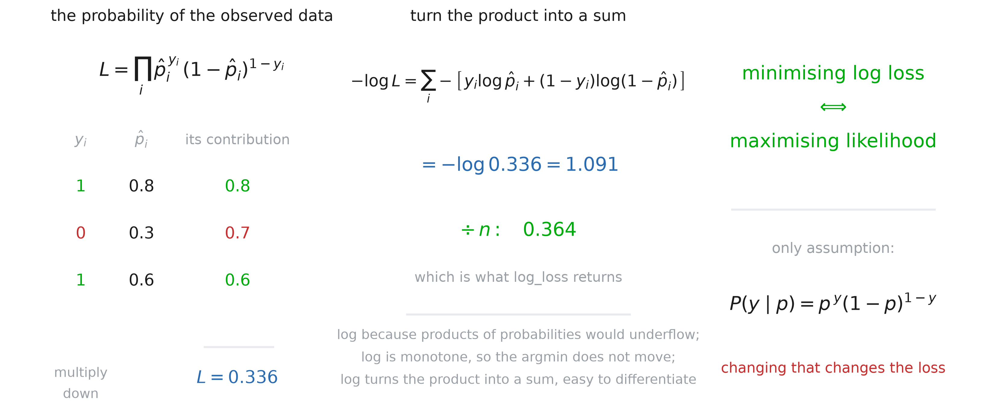 the probability of the observed data
L = ∏_i p̂_i^{y_i} (1 − p̂_i)^{1 − y_i}
y_i p̂_i its contribution
1 0.8 0.8
0 0.3 0.7
1 0.6 0.6
multiply
down
L = 0.336
turn the product into a sum
−log L = ∑_i − [ y_i log p̂_i + (1 − y_i)log(1 − p̂_i) ]
= −log 0.336 = 1.091
÷ n : 0.364
which is what log_loss returns
log because products of probabilities would underflow;
log is monotone, so the argmin does not move;
log turns the product into a sum, easy to differentiate
minimising log loss
⟺
maximising likelihood
only assumption:
P(y | p) = p^y (1 − p)^{1 − y}
changing that changes the loss